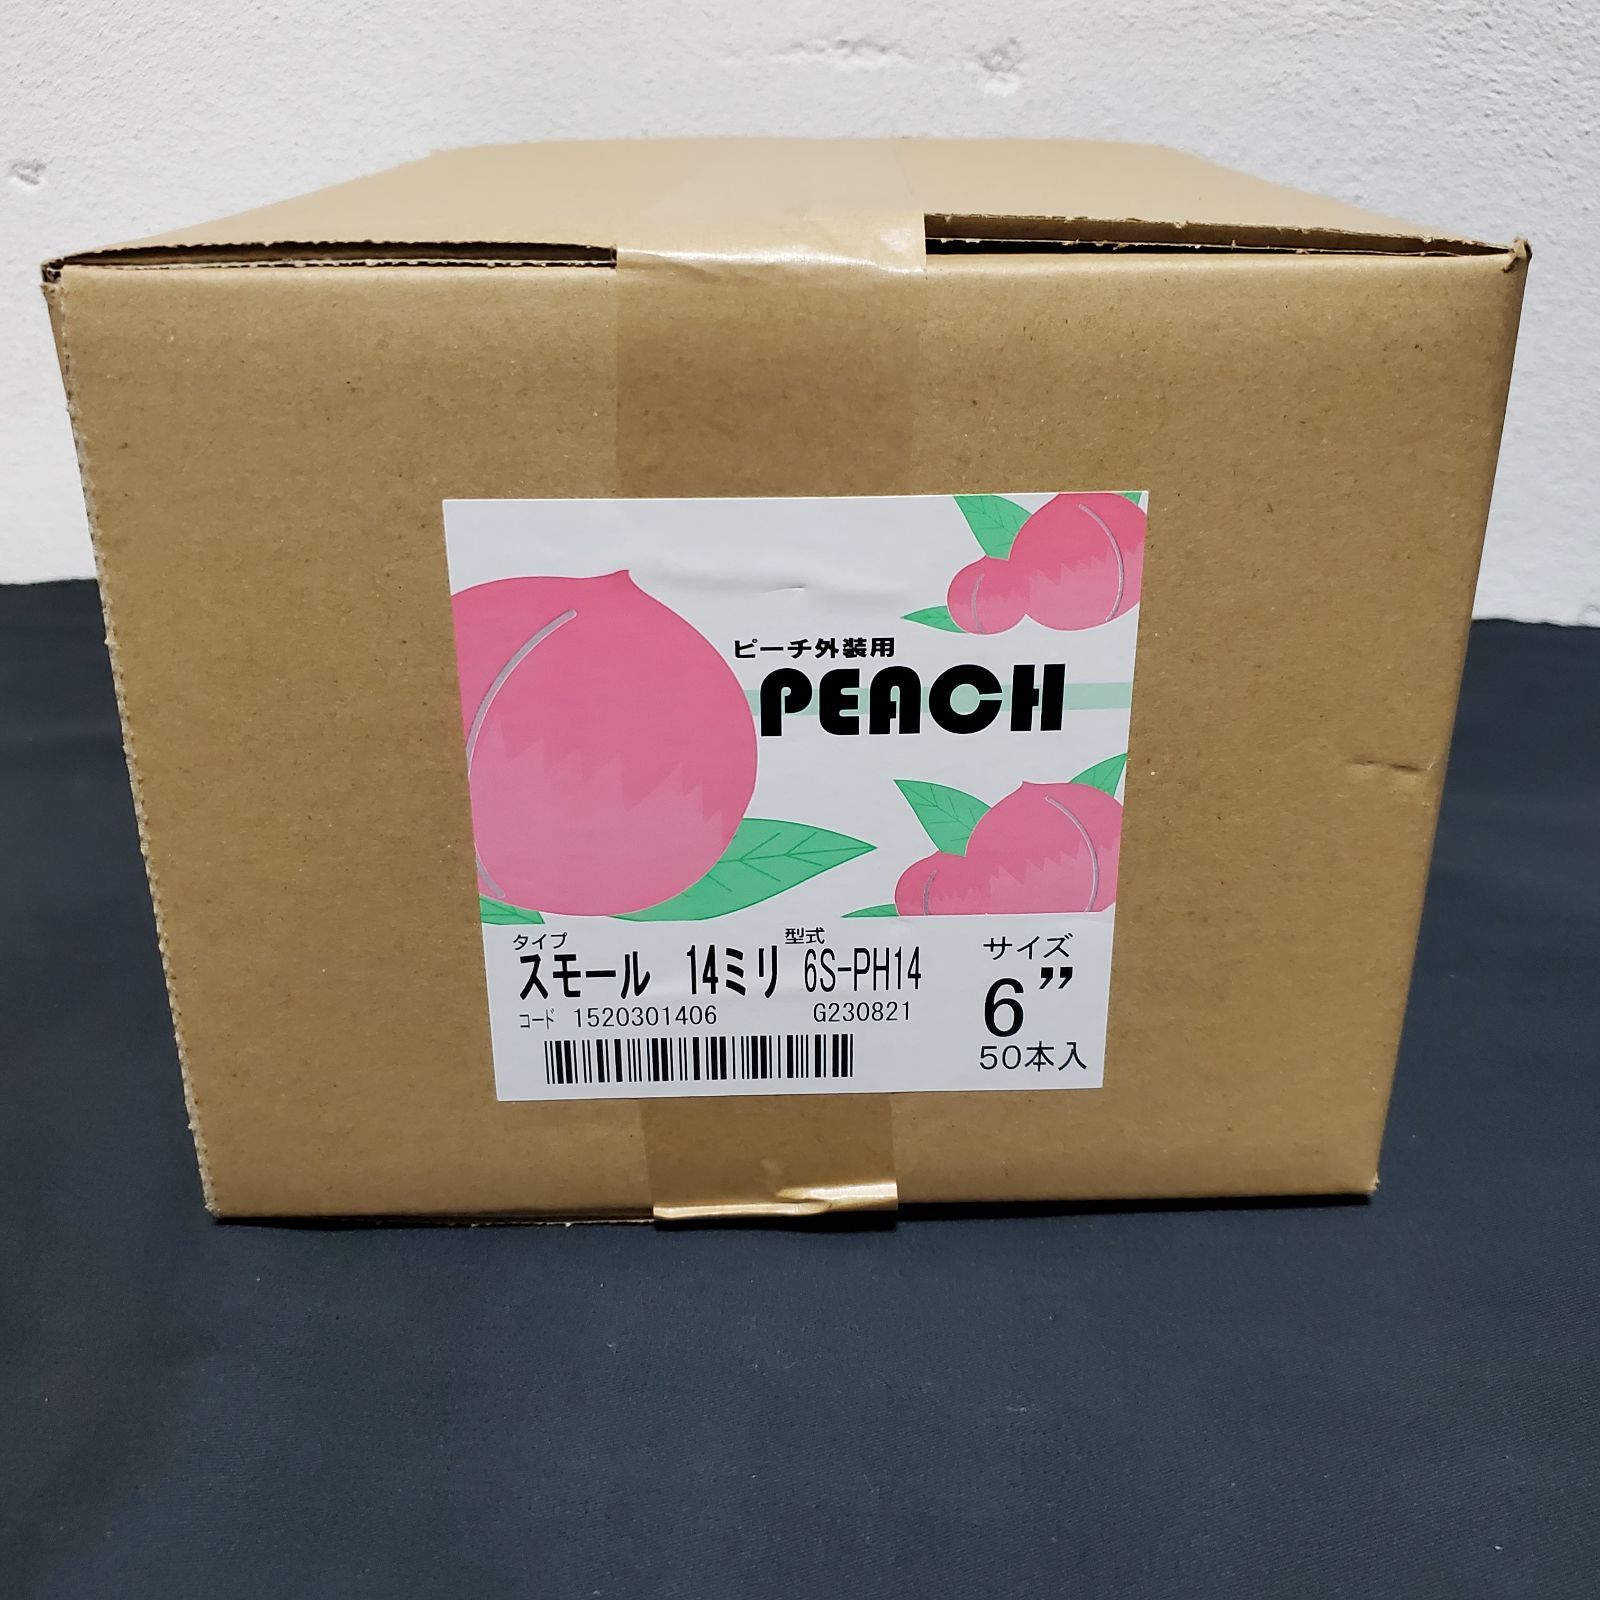 ピーチ外装用
PEACH
タイプ 型式 サイズ
スモール 14ミリ 6S-PH14 6”
コード 1520301406 G230821
50本入